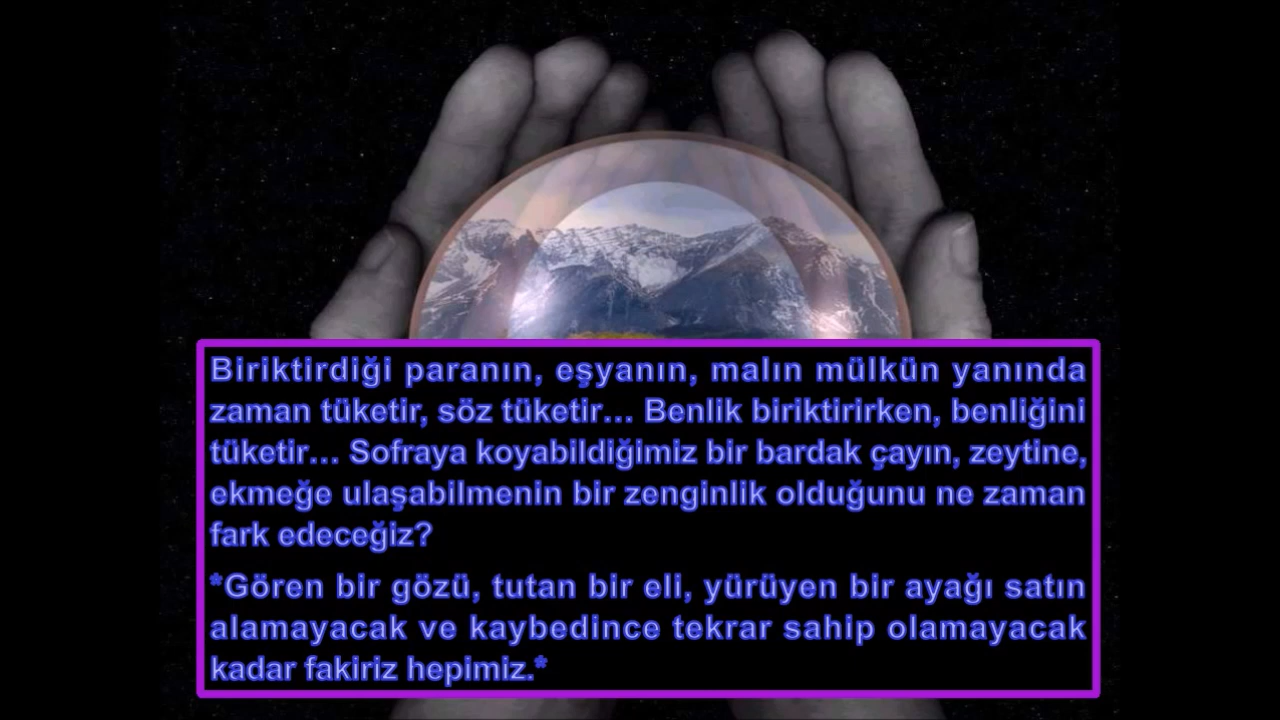 Biriktirdiği paranın, eşyanın, malın mülkün yanında
zaman tüketir, söz tüketir… Benlik biriktirirken, benliğini
tüketir… Sofraya koyabildiğimiz bir bardak çayın, zeytine,
ekmeğe ulaşabilmenin bir zenginlik olduğunu ne zaman
fark edeceğiz?
*Gören bir gözü, tutan bir eli, yürüyen bir ayağı satın
alamayacak ve kaybedince tekrar sahip olamayacak
kadar fakiriz hepimiz.*